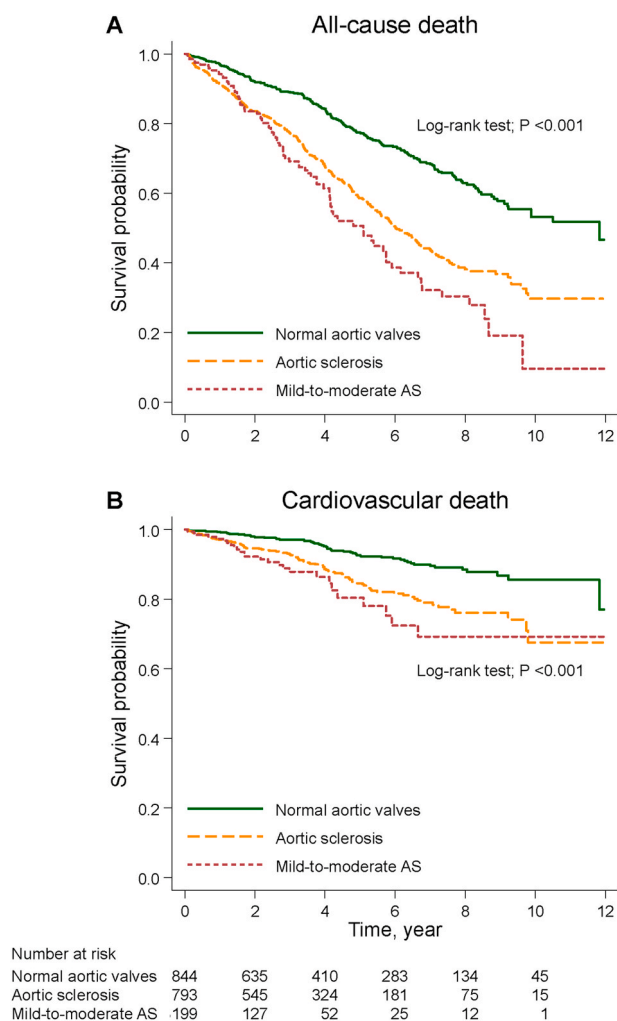 A All-cause death
1.0
0.8
0.6
0.4
0.2
0.0
Survival probability
Log-rank test; P <0.001
Normal aortic valves
Aortic sclerosis
Mild-to-moderate AS
0 2 4 6 8 10 12
B Cardiovascular death
1.0
0.8
0.6
0.4
0.2
0.0
Survival probability
Log-rank test; P <0.001
Normal aortic valves
Aortic sclerosis
Mild-to-moderate AS
0 2 4 6 8 10 12
Time, year
Number at risk
Normal aortic valves 844 635 410 283 134 45
Aortic sclerosis 793 545 324 181 75 15
Mild-to-moderate AS 199 127 52 25 12 1